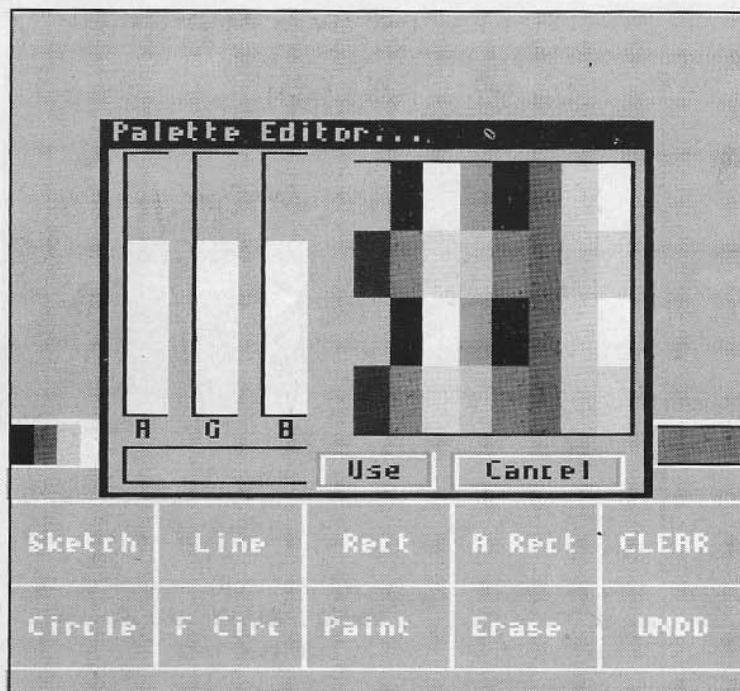 Palette Editor...
R G B
Use Cancel
Sketch Line Rect A Rect CLEAR
Circle F Circ Paint Erase UNDO